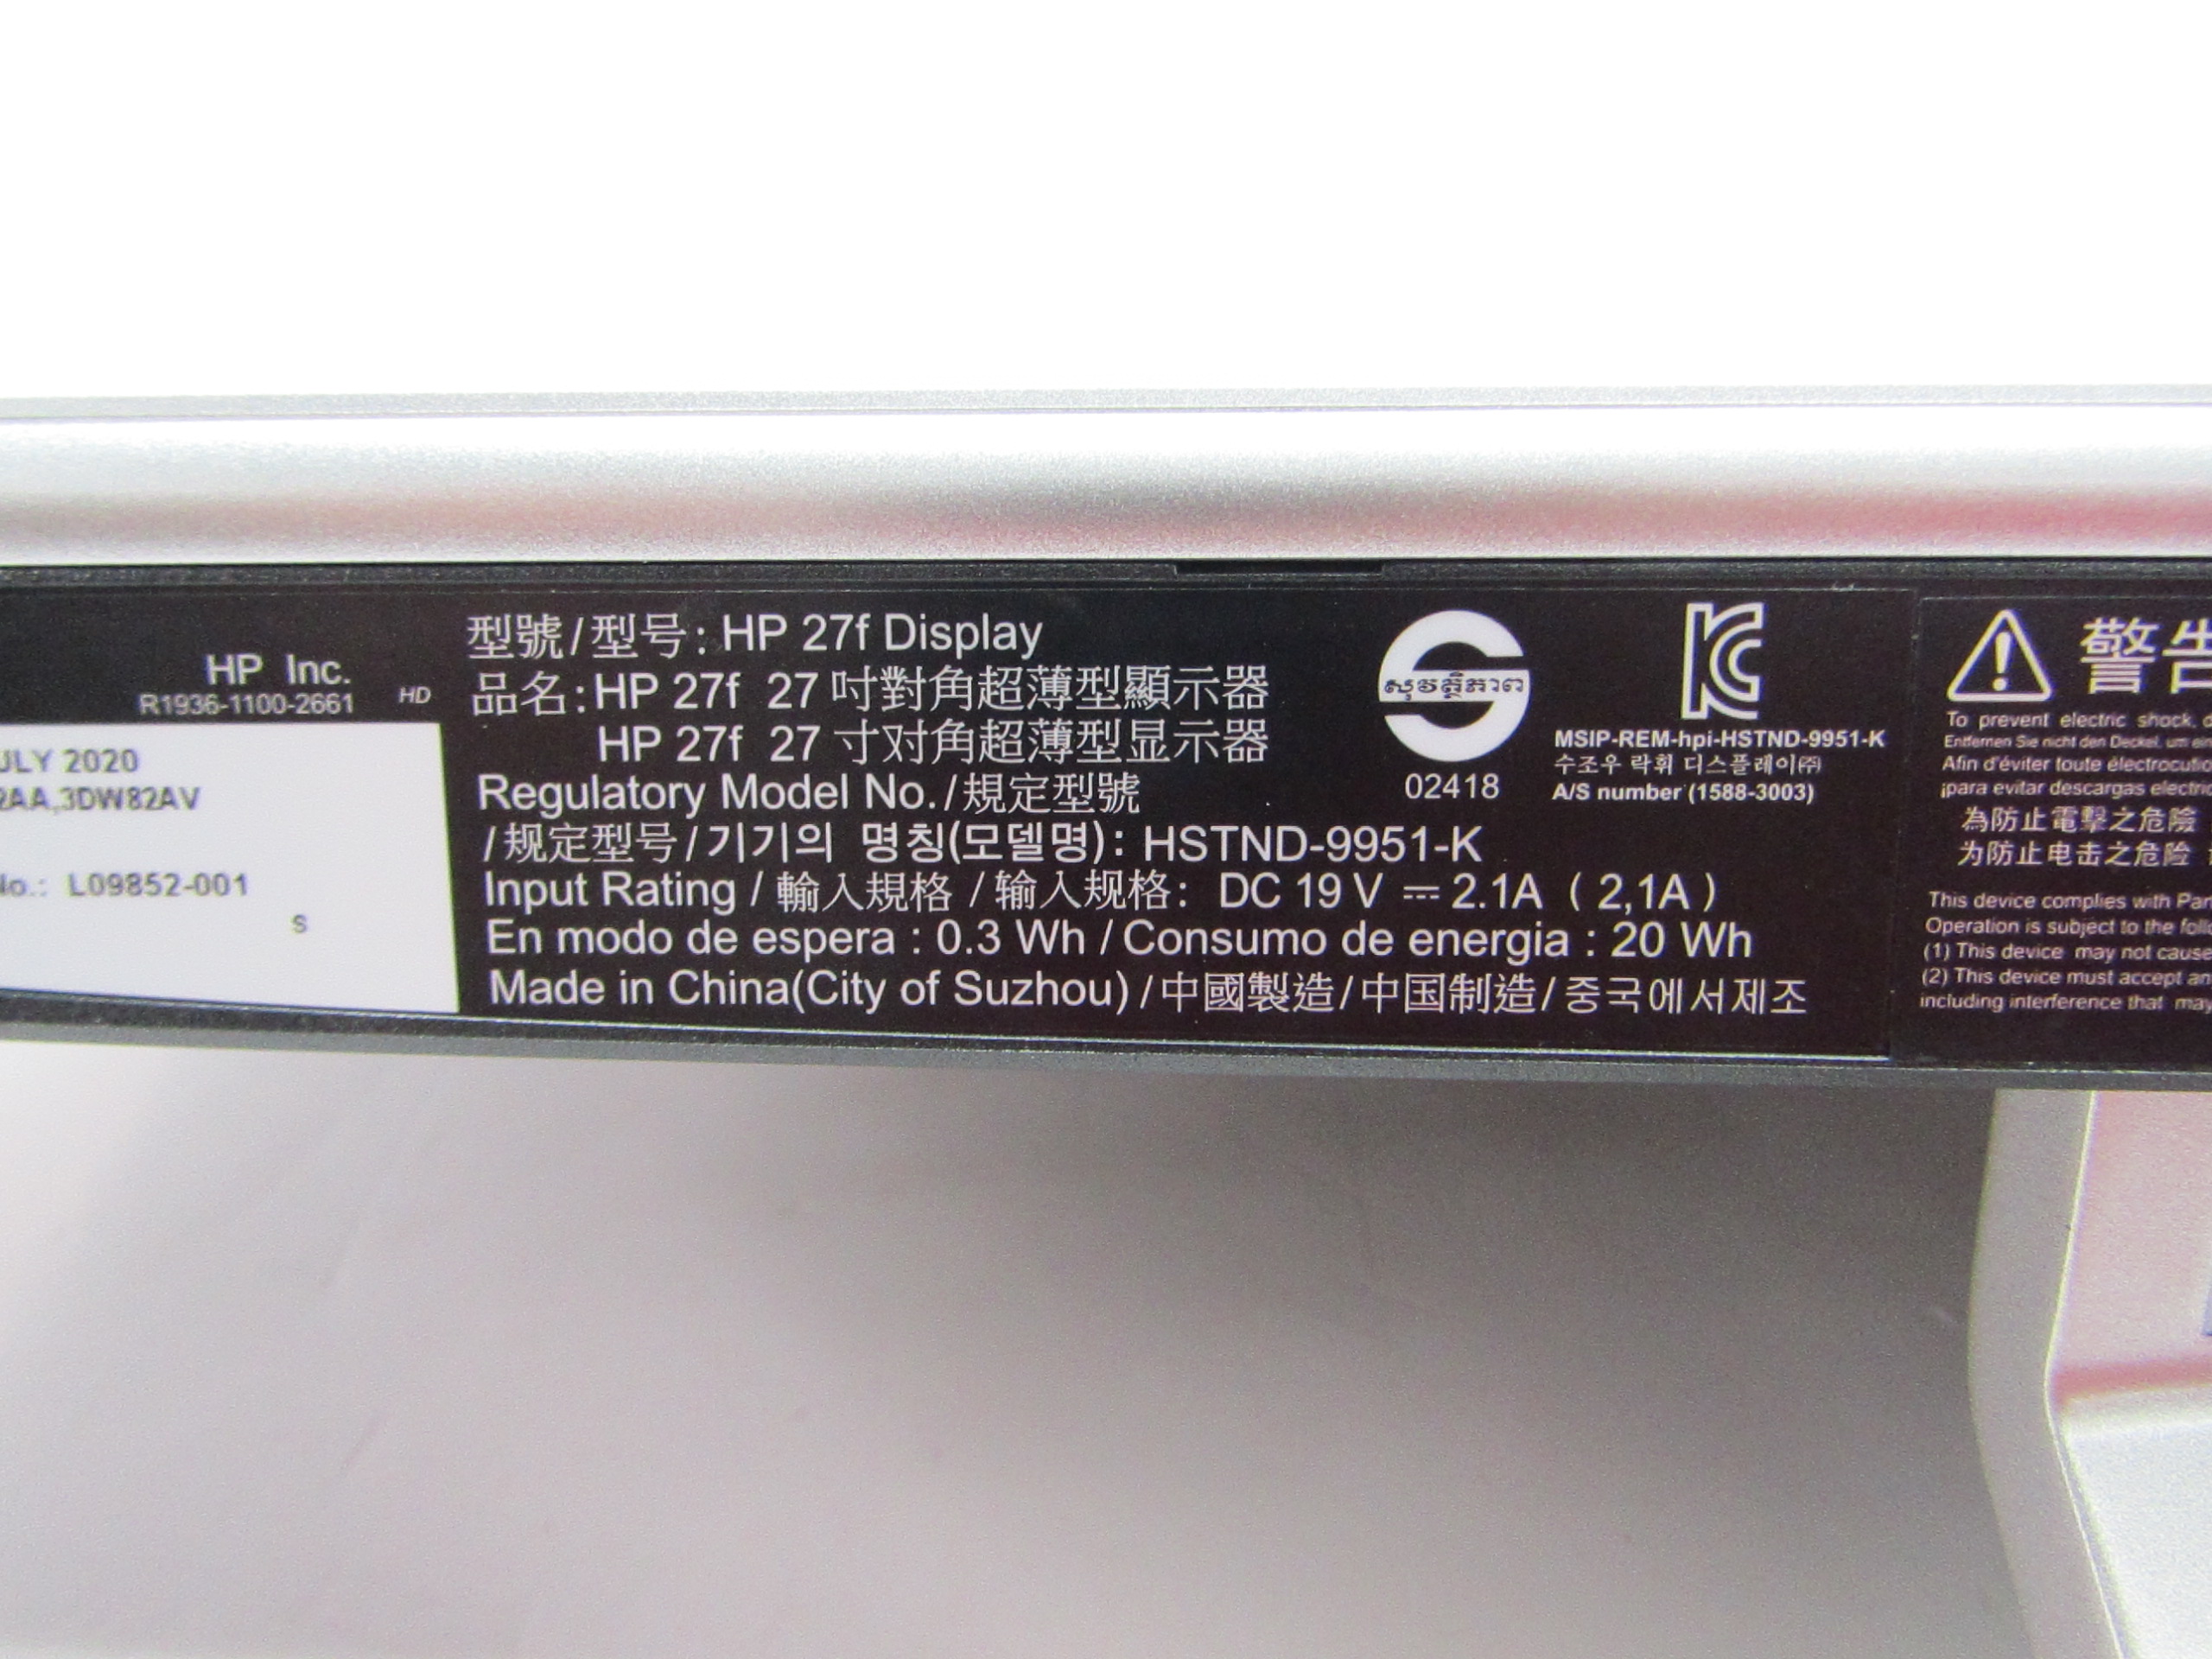 HP Inc.
R1936-1100-2661
HD
JULY 2020
2AA,3DW82AV
No.: L09852-001
S
型號/型号: HP 27f Display
品名:HP 27f 27 吋對角超薄型顯示器
HP 27f 27 寸对角超薄型显示器
Regulatory Model No./規定型號
/规定型号/기기의 명칭(모델명): HSTND-9951-K
Input Rating / 輸入規格 / 输入规格: DC 19 V ⎓ 2.1A ( 2,1A )
En modo de espera : 0.3 Wh / Consumo de energia : 20 Wh
Made in China(City of Suzhou) /中國製造/中国制造/중국에서제조
02418
MSIP-REM-hpi-HSTND-9951-K
수조우 락휘 디스플레이㈜
A/S number (1588-3003)
警告
To prevent electric shock,
Entfernen Sie nicht den Deckel, um
Afin d'éviter toute électrocutio
¡para evitar descargas electric
為防止電擊之危險
为防止电击之危险
This device complies with Par
Operation is subject to the follo
(1) This device may not cause
(2) This device must accept an
including interference that may